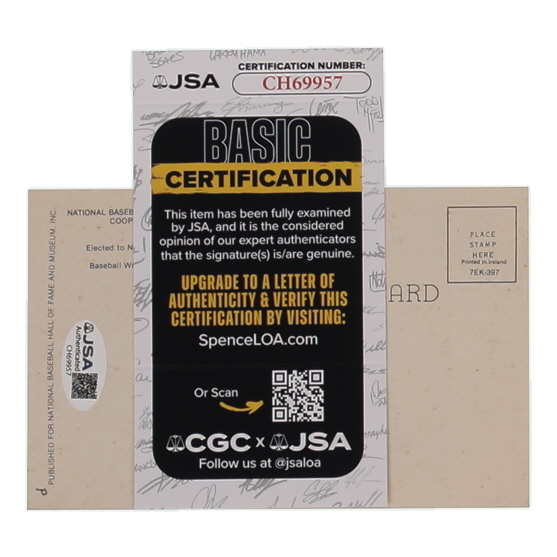 LARRY HAMA
JSA
CERTIFICATION NUMBER:
CH69957
BASIC
CERTIFICATION
This item has been fully examined
by JSA, and it is the considered
opinion of our expert authenticators
that the signature(s) is/are genuine.
UPGRADE TO A LETTER OF
AUTHENTICITY & VERIFY THIS
CERTIFICATION BY VISITING:
SpenceLOA.com
Or Scan
CGC x JSA
Follow us at @jsaloa
NATIONAL BASEB
COOP
Elected to N
Baseball Wr
PUBLISHED FOR NATIONAL BASEBALL HALL OF FAME AND MUSEUM, INC.
P
JSA
Authenticated
CH69957
ARD
PLACE
STAMP
HERE
Printed in Ireland
7EK-397